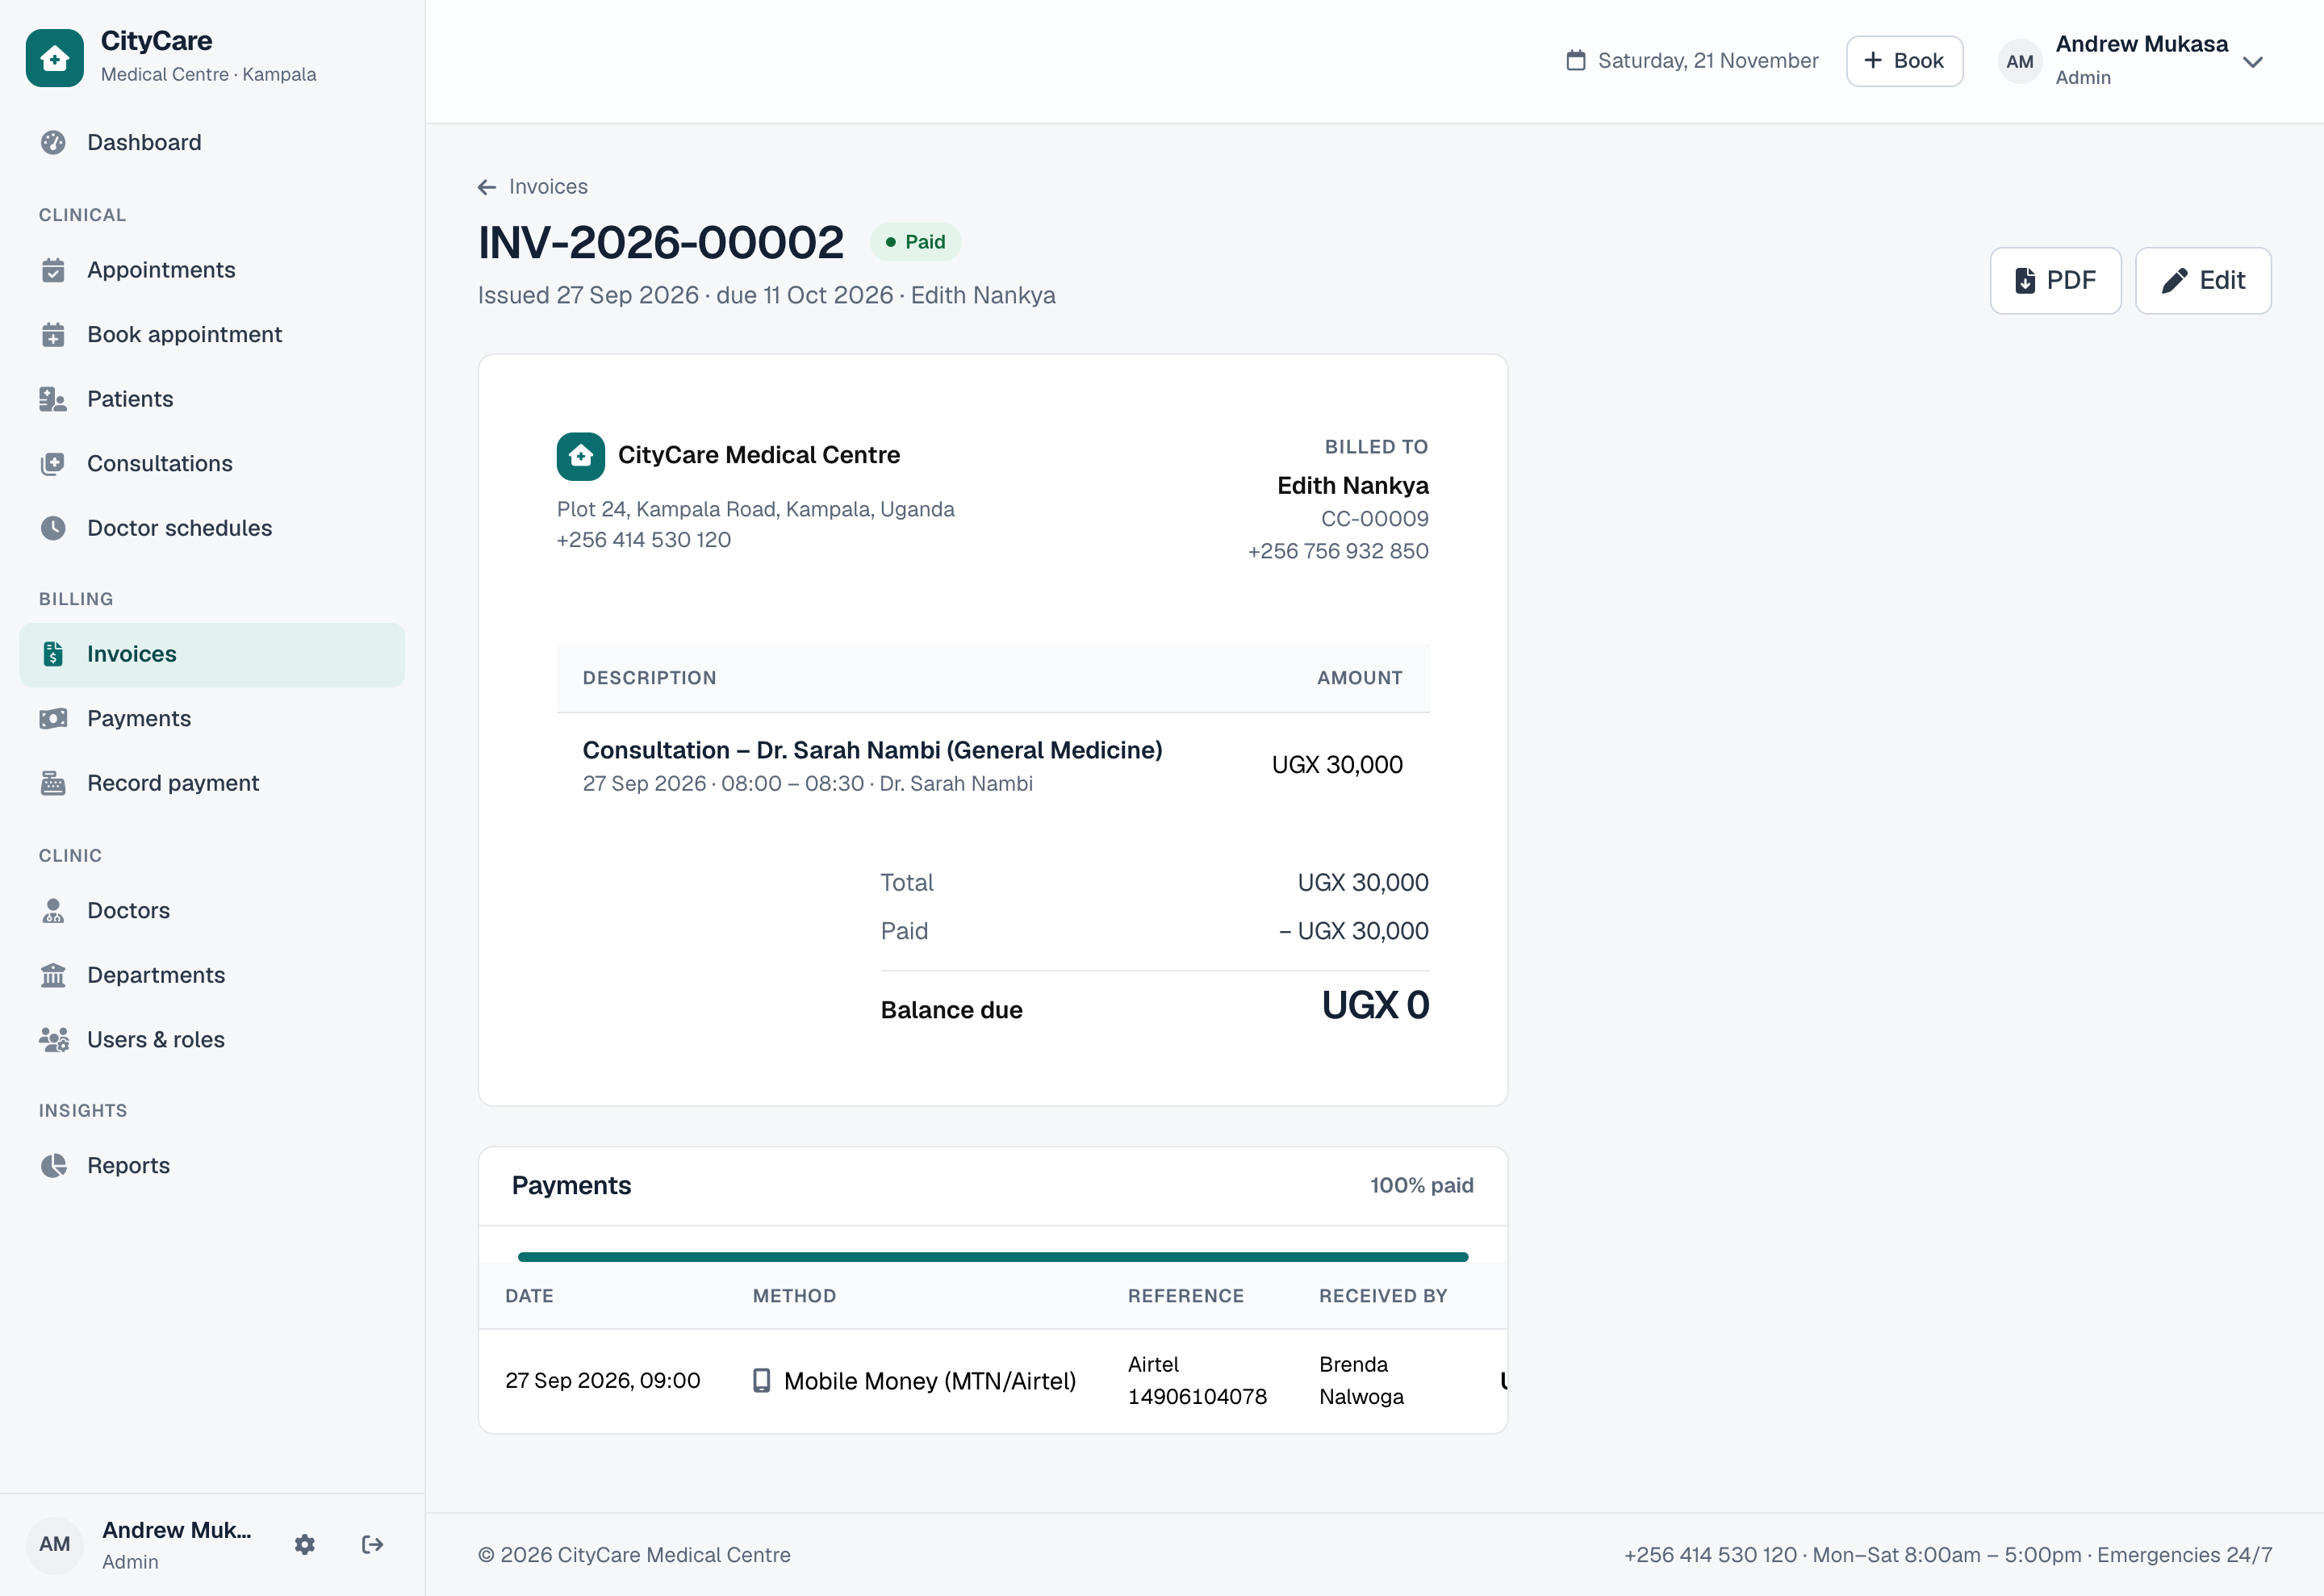 CityCare
Medical Centre · Kampala
Dashboard
CLINICAL
Appointments
Book appointment
Patients
Consultations
Doctor schedules
BILLING
Invoices
Payments
Record payment
CLINIC
Doctors
Departments
Users & roles
INSIGHTS
Reports
AM
Andrew Muk...
Admin
Saturday, 21 November
+ Book
AM
Andrew Mukasa
Admin
← Invoices
INV-2026-00002
Paid
Issued 27 Sep 2026 · due 11 Oct 2026 · Edith Nankya
PDF
Edit
CityCare Medical Centre
Plot 24, Kampala Road, Kampala, Uganda
+256 414 530 120
BILLED TO
Edith Nankya
CC-00009
+256 756 932 850
DESCRIPTION AMOUNT
Consultation – Dr. Sarah Nambi (General Medicine) UGX 30,000
27 Sep 2026 · 08:00 – 08:30 · Dr. Sarah Nambi
Total UGX 30,000
Paid – UGX 30,000
Balance due UGX 0
Payments 100% paid
DATE METHOD REFERENCE RECEIVED BY
27 Sep 2026, 09:00 Mobile Money (MTN/Airtel) Airtel 14906104078 Brenda Nalwoga
© 2026 CityCare Medical Centre
+256 414 530 120 · Mon–Sat 8:00am – 5:00pm · Emergencies 24/7